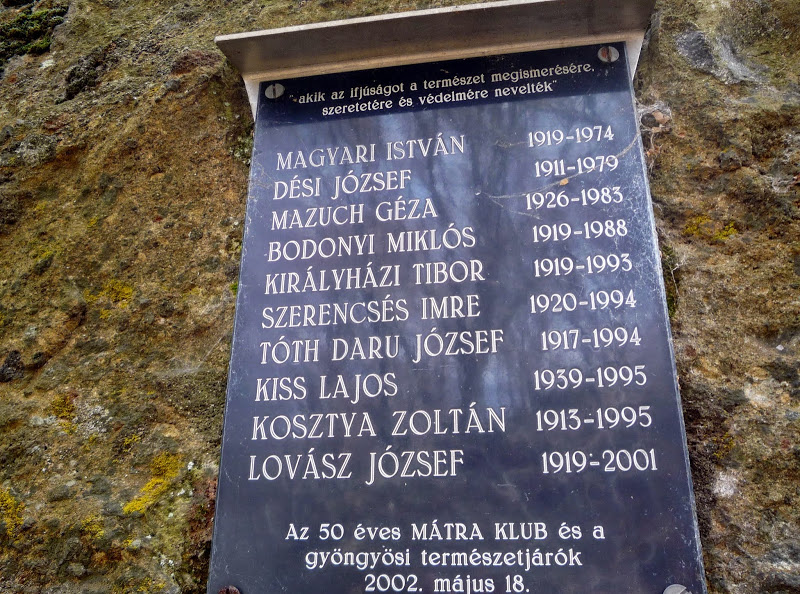 "-akik az ifjúságot a természet megismerésére,
szeretetére és védelmére nevelték"
MAGYARI ISTVÁN 1919-1974
DÉSI JÓZSEF 1911-1979
MAZUCH GÉZA 1926-1983
BODONYI MIKLÓS 1919-1988
KIRÁLYHÁZI TIBOR 1919-1993
SZERENCSÉS IMRE 1920-1994
TÓTH DARU JÓZSEF 1917-1994
KISS LAJOS 1939-1995
KOSZTYA ZOLTÁN 1913-1995
LOVÁSZ JÓZSEF 1919-2001
Az 50 éves MÁTRA KLUB és a
gyöngyösi természetjárók
2002. május 18.